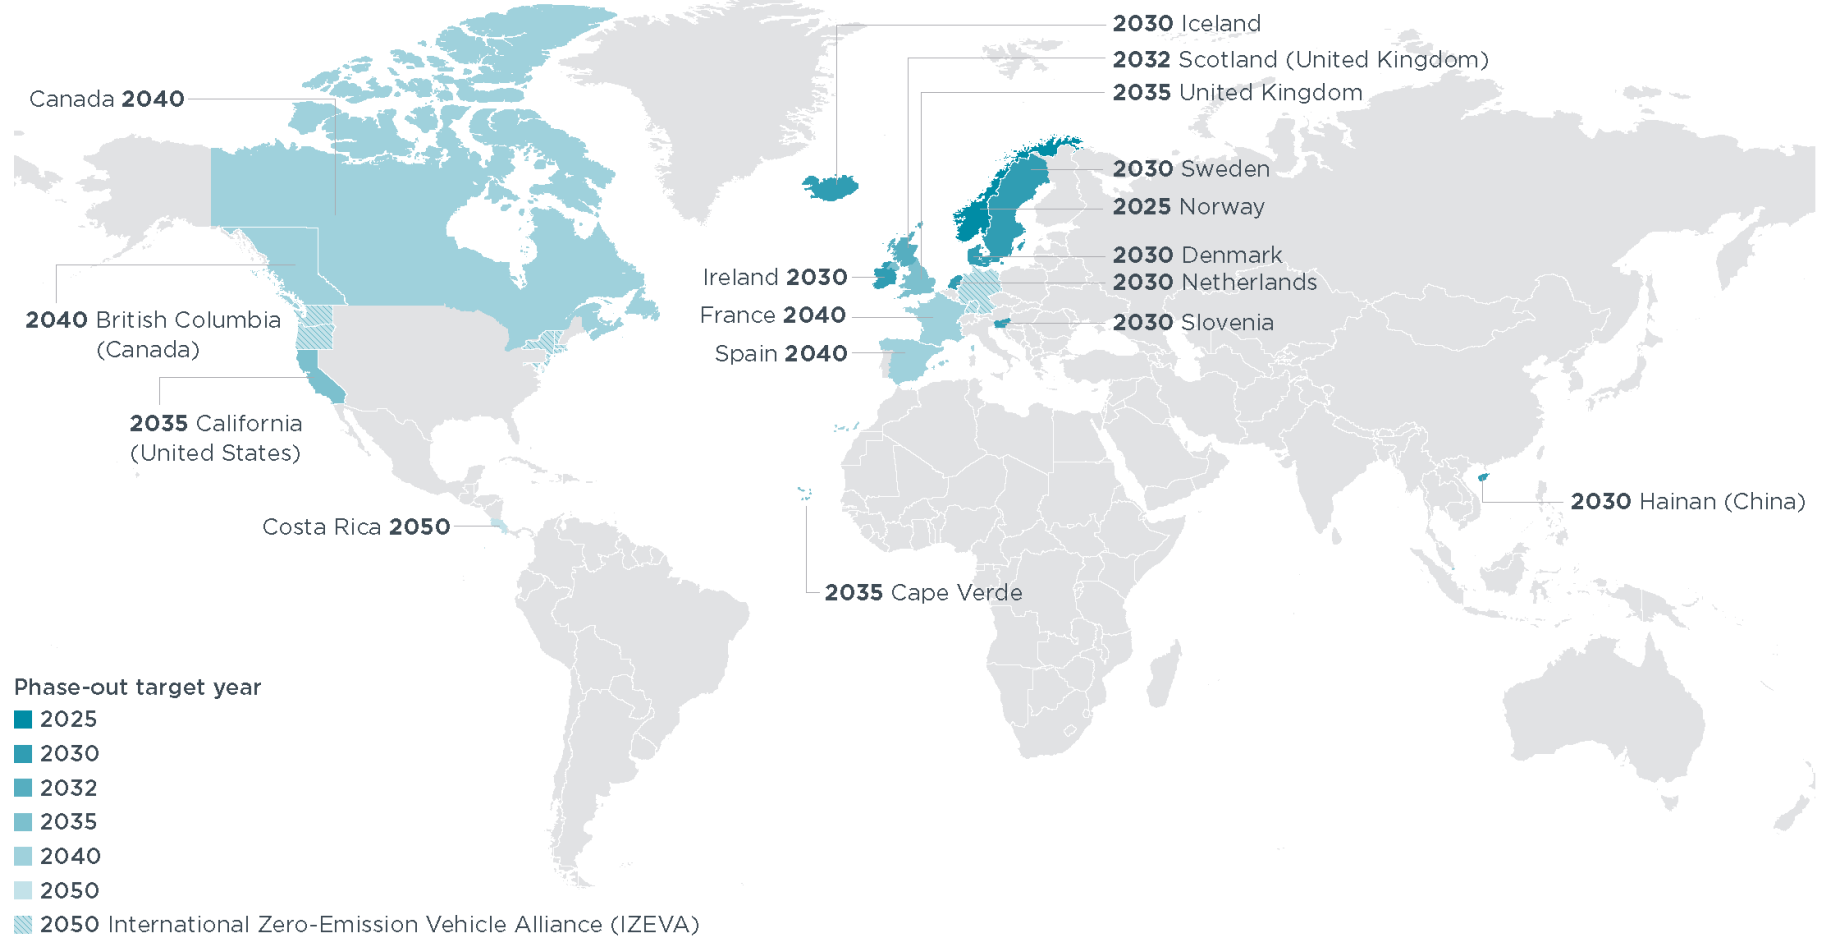 2030 Iceland
2032 Scotland (United Kingdom)
2035 United Kingdom
Canada 2040
2030 Sweden
2025 Norway
2030 Denmark
Ireland 2030
2030 Netherlands
France 2040
2040 British Columbia
(Canada)
2030 Slovenia
Spain 2040
2035 California
(United States)
2030 Hainan (China)
Costa Rica 2050
2035 Cape Verde
Phase-out target year
2025
2030
2032
2035
2040
2050
2050 International Zero-Emission Vehicle Alliance (IZEVA)